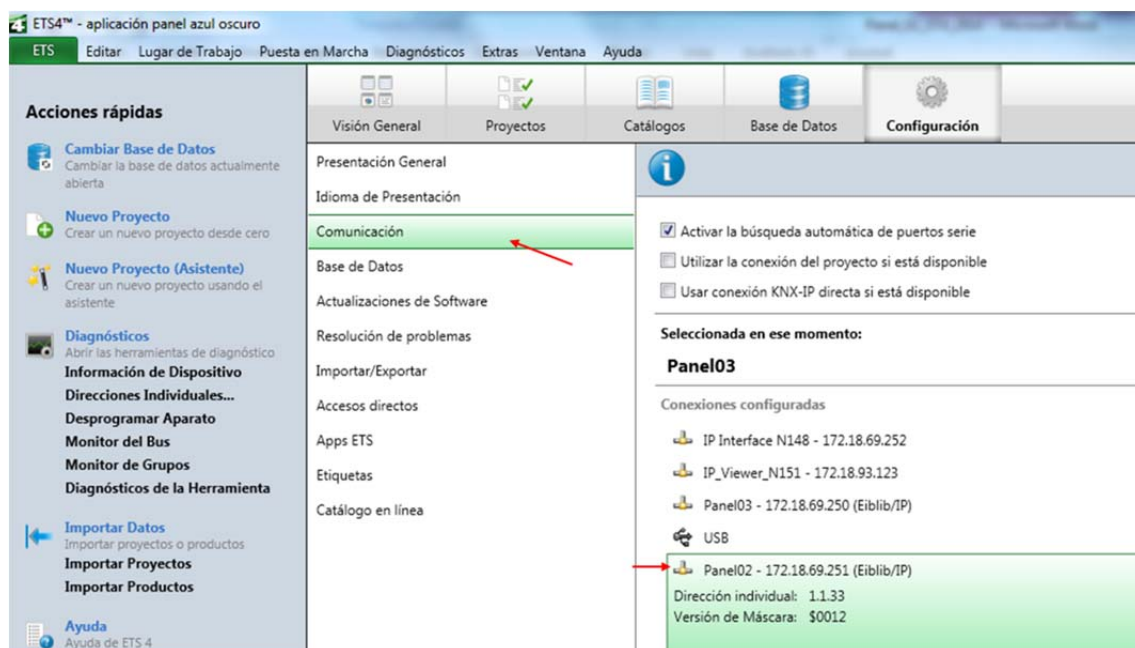 ETS4™ - aplicación panel azul oscuro
ETS Editar Lugar de Trabajo Puesta en Marcha Diagnósticos Extras Ventana Ayuda
Acciones rápidas
Cambiar Base de Datos
Cambiar la base de datos actualmente
abierta
Nuevo Proyecto
Crear un nuevo proyecto desde cero
Nuevo Proyecto (Asistente)
Crear un nuevo proyecto usando el
asistente
Diagnósticos
Abrir las herramientas de diagnóstico
Información de Dispositivo
Direcciones Individuales...
Desprogramar Aparato
Monitor del Bus
Monitor de Grupos
Diagnósticos de la Herramienta
Importar Datos
Importar proyectos o productos
Importar Proyectos
Importar Productos
Ayuda
Ayuda de ETS 4
Visión General Proyectos Catálogos Base de Datos Configuración
Presentación General
Idioma de Presentación
Comunicación
Base de Datos
Actualizaciones de Software
Resolución de problemas
Importar/Exportar
Accesos directos
Apps ETS
Etiquetas
Catálogo en línea
Activar la búsqueda automática de puertos serie
Utilizar la conexión del proyecto si está disponible
Usar conexión KNX-IP directa si está disponible
Seleccionada en ese momento:
Panel03
Conexiones configuradas
IP Interface N148 - 172.18.69.252
IP_Viewer_N151 - 172.18.93.123
Panel03 - 172.18.69.250 (Eiblib/IP)
USB
Panel02 - 172.18.69.251 (Eiblib/IP)
Dirección individual: 1.1.33
Versión de Máscara: $0012